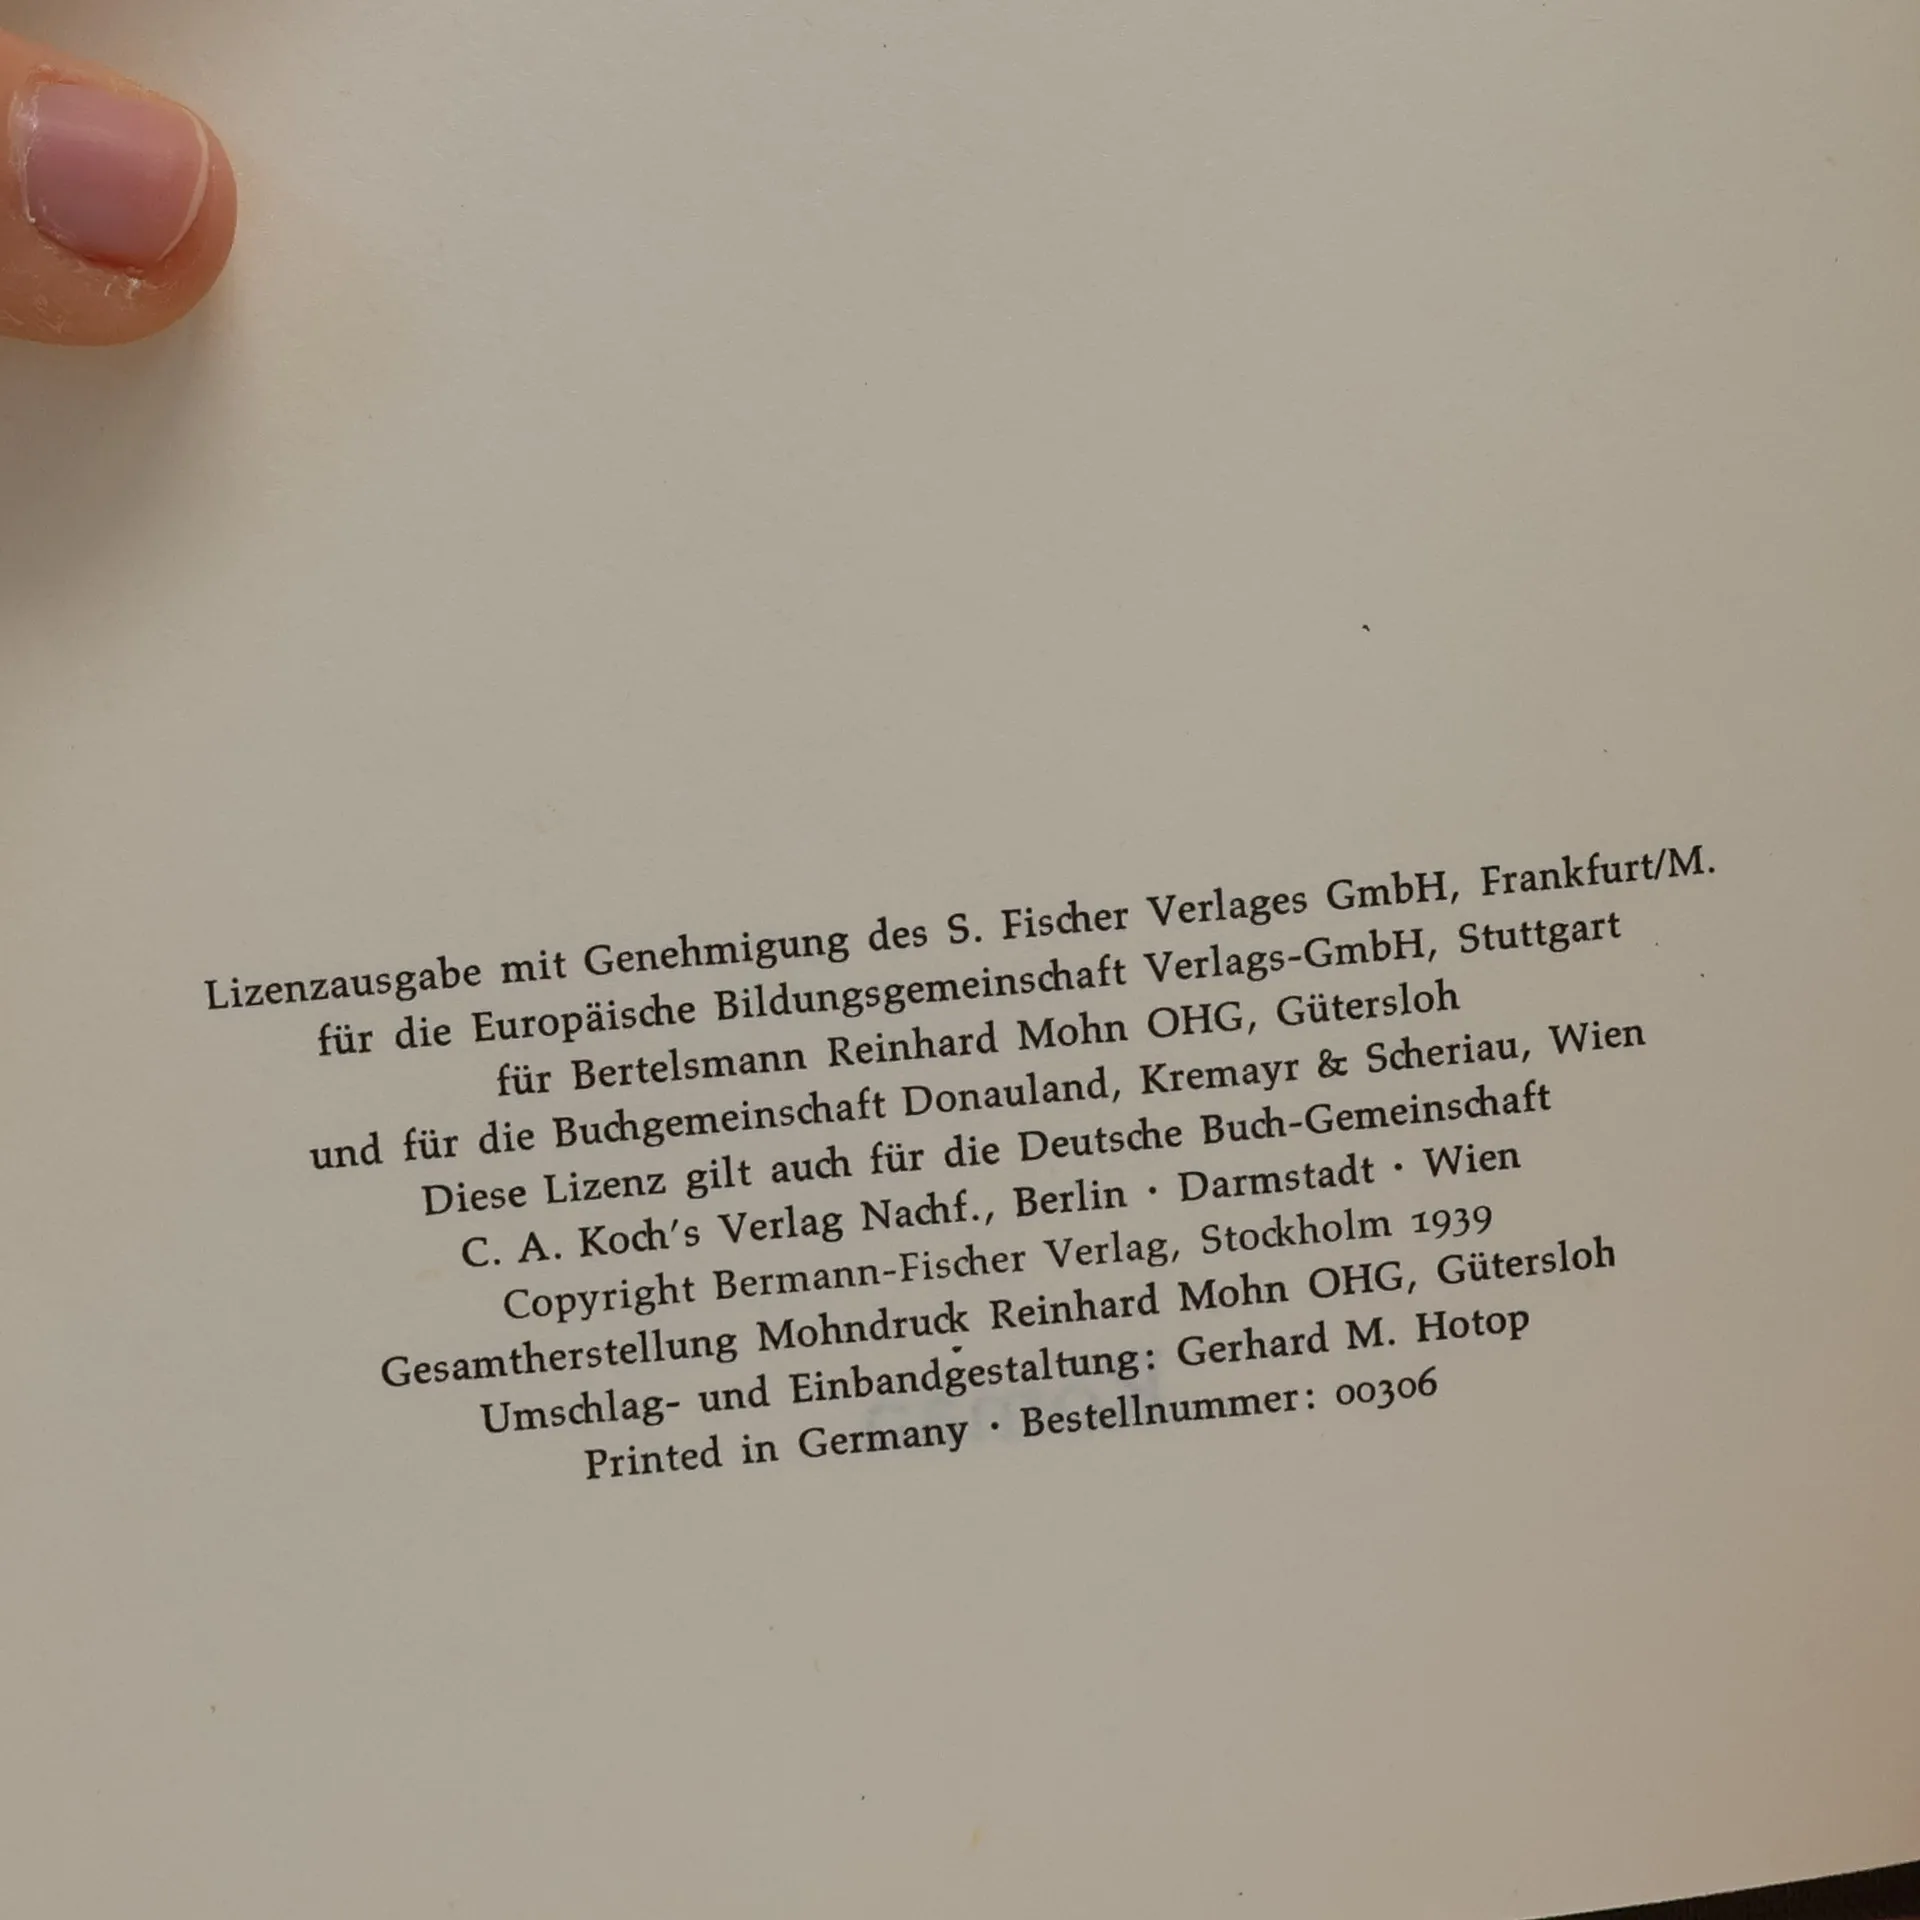 Lizenzausgabe mit Genehmigung des S. Fischer Verlages GmbH, Frankfurt/M.
für die Europäische Bildungsgemeinschaft Verlags-GmbH, Stuttgart
für Bertelsmann Reinhard Mohn OHG, Gütersloh
und für die Buchgemeinschaft Donauland, Kremayr & Scheriau, Wien
Diese Lizenz gilt auch für die Deutsche Buch-Gemeinschaft
C. A. Koch's Verlag Nachf., Berlin · Darmstadt · Wien
Copyright Bermann-Fischer Verlag, Stockholm 1939
Gesamtherstellung Mohndruck Reinhard Mohn OHG, Gütersloh
Umschlag- und Einbandgestaltung: Gerhard M. Hotop
Printed in Germany · Bestellnummer: 00306